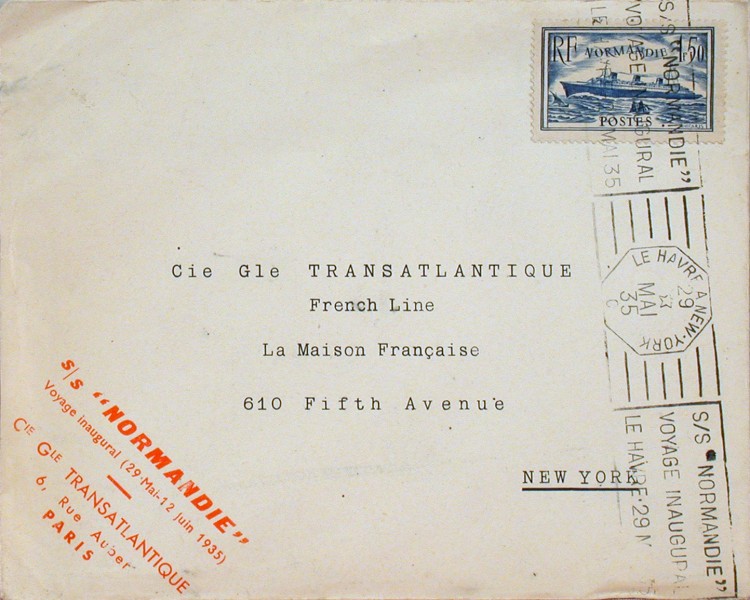 RF NORMANDIE 1f50
POSTES
S/S "NORMANDIE"
VOYAGE INAUGURAL
LE MAI 35
LE HAVRE A NEW-YORK
29
MAI
35
S/S "NORMANDIE"
VOYAGE INAUGURAL
LE HAVRE·29 M
Cie Gle TRANSATLANTIQUE
French Line
La Maison Française
610 Fifth Avenue
NEW YORK
S/S "NORMANDIE"
Voyage inaugural (29 Mai-12 Juin 1935)
CIE GLE TRANSATLANTIQUE
6, Rue Auber
PARIS